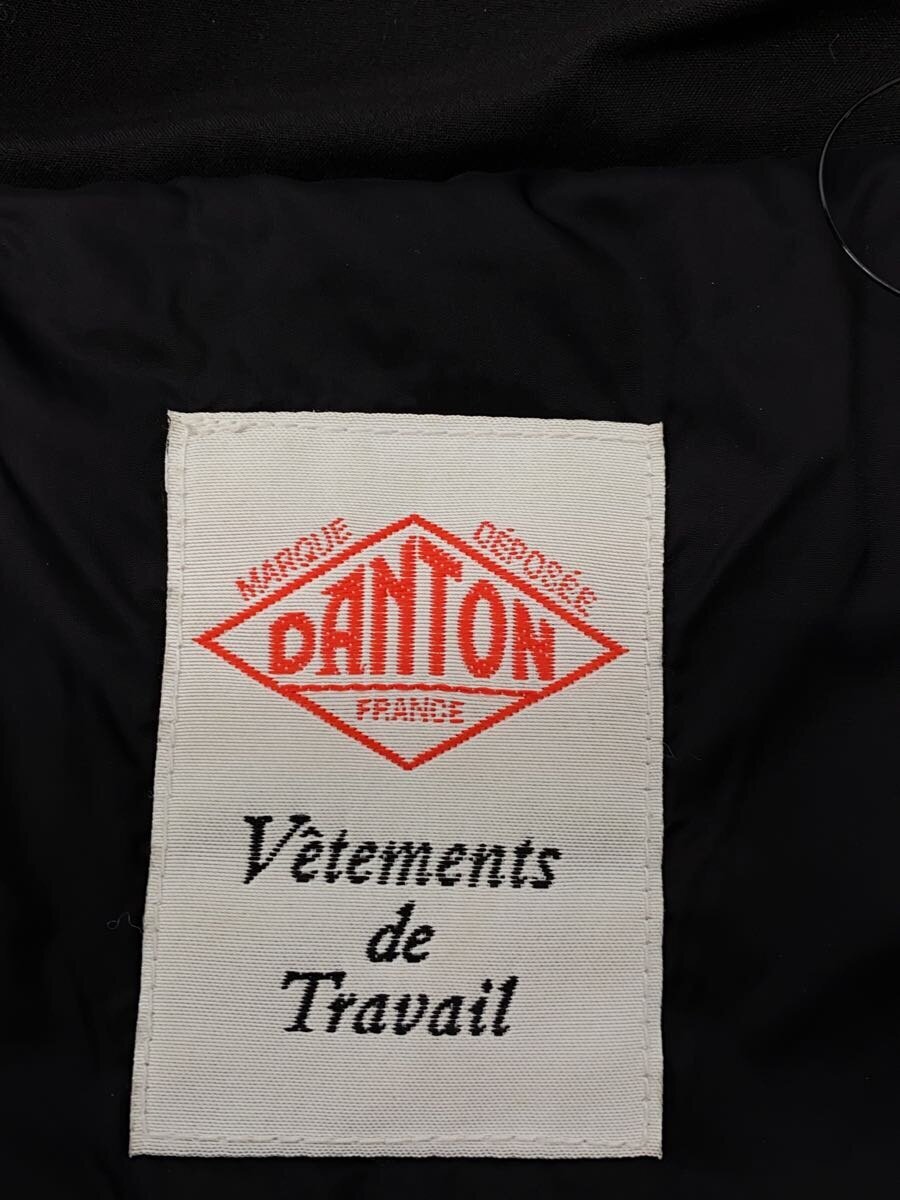 MARQUE DÉPOSÉE
DANTON
FRANCE
Vêtements
de
Travail